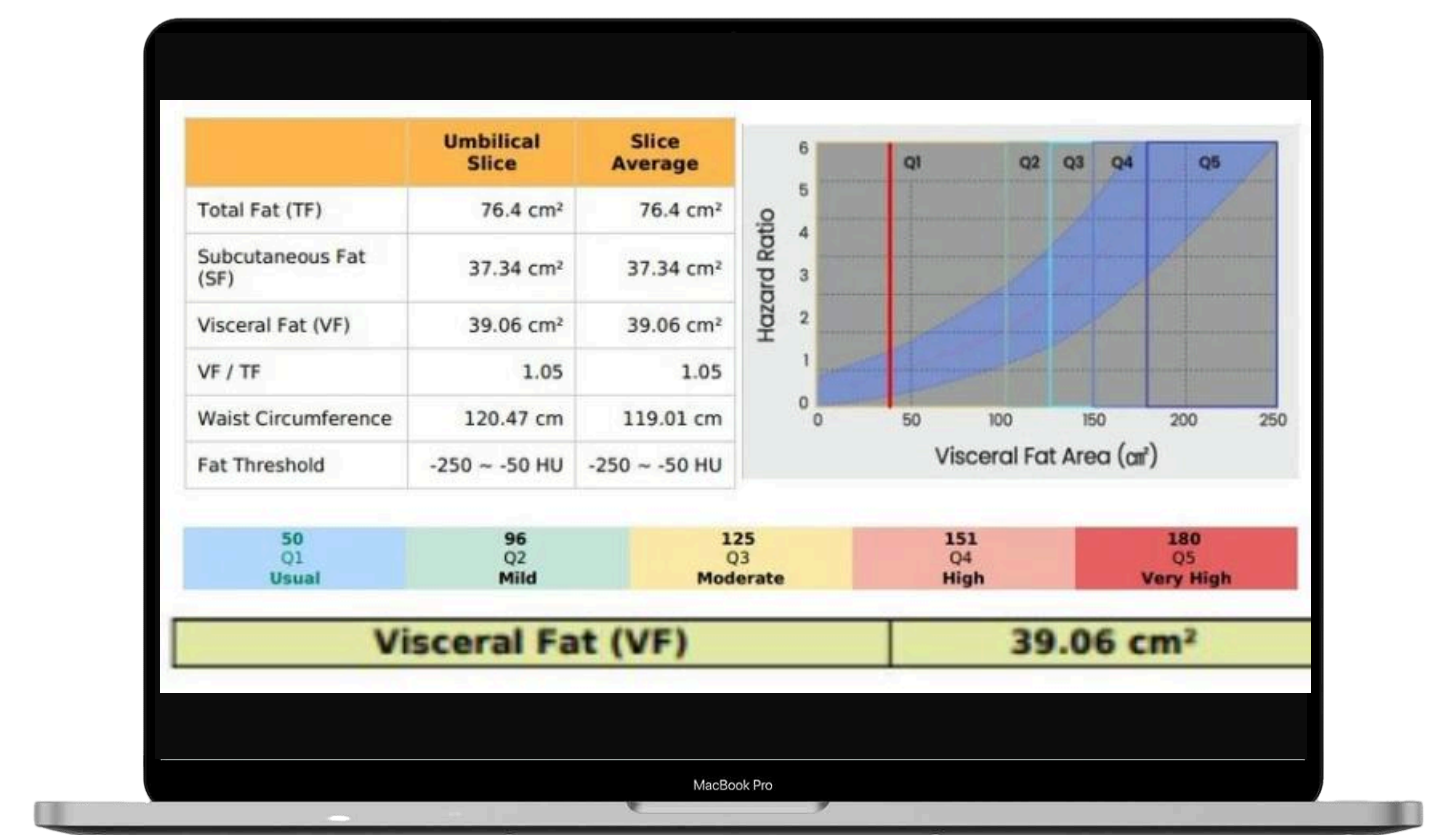 Umbilical Slice
Slice Average
Total Fat (TF) 76.4 cm² 76.4 cm²
Subcutaneous Fat (SF) 37.34 cm² 37.34 cm²
Visceral Fat (VF) 39.06 cm² 39.06 cm²
VF / TF 1.05 1.05
Waist Circumference 120.47 cm 119.01 cm
Fat Threshold -250 ~ -50 HU -250 ~ -50 HU
Hazard Ratio
6
5
4
3
2
1
0
Q1 Q2 Q3 Q4 Q5
0 50 100 150 200 250
Visceral Fat Area (㎠)
50 96 125 151 180
Q1 Q2 Q3 Q4 Q5
Usual Mild Moderate High Very High
Visceral Fat (VF) 39.06 cm²
MacBook Pro